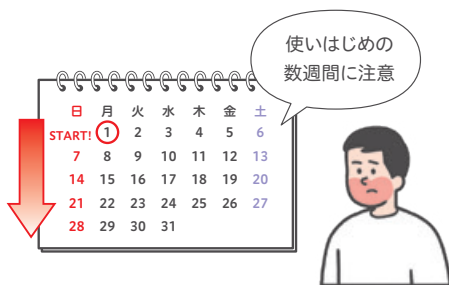 使いはじめの
数週間に注意
日 月 火 水 木 金 土
START! 1 2 3 4 5 6
7 8 9 10 11 12 13
14 15 16 17 18 19 20
21 22 23 24 25 26 27
28 29 30 31